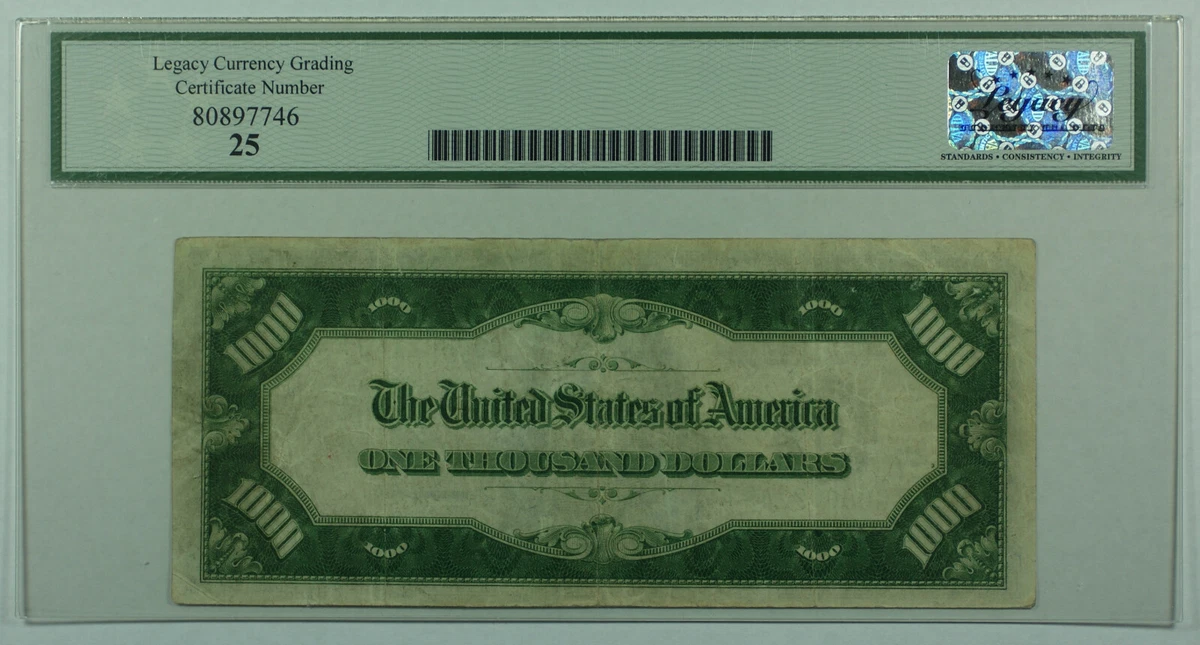 Legacy Currency Grading
Certificate Number
80897746
25
Legacy
STANDARDS • CONSISTENCY • INTEGRITY
1000 1000 1000 1000
The United States of America
ONE THOUSAND DOLLARS
1000 1000 1000 1000